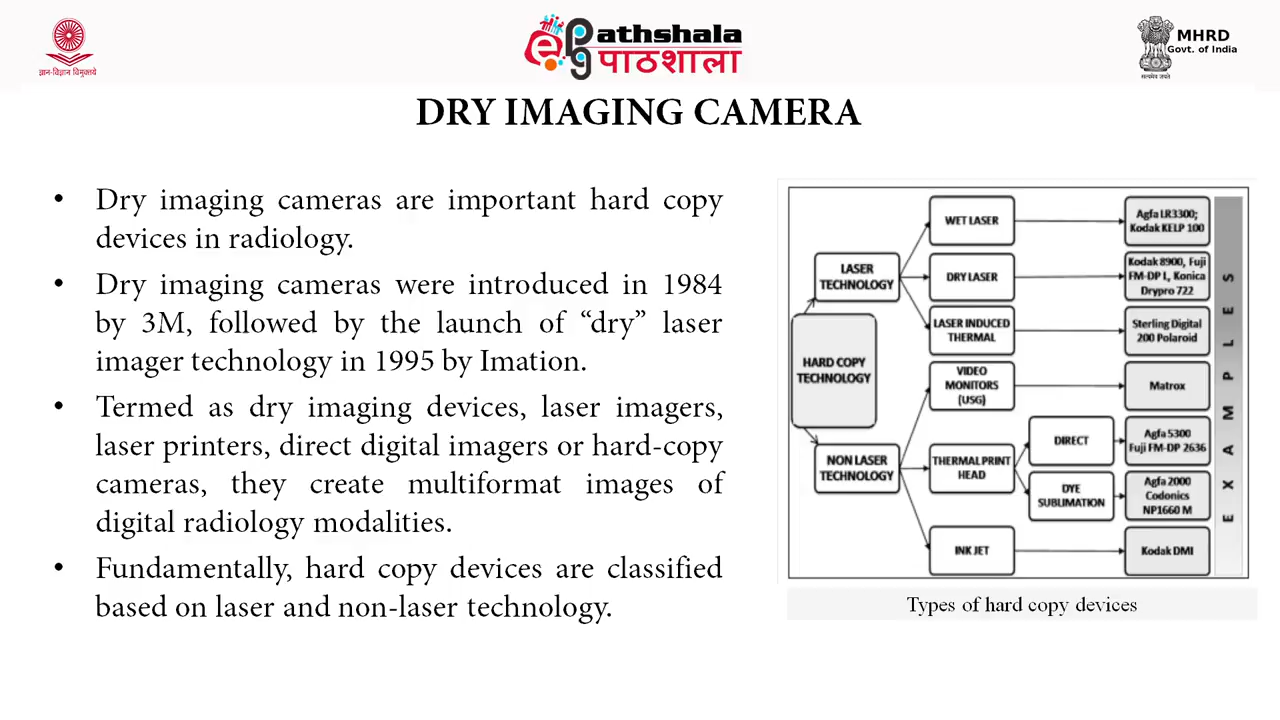 ज्ञान-विज्ञान विमुक्तये
ePG Pathshala
पाठशाला
MHRD
Govt. of India
सत्यमेव जयते
DRY IMAGING CAMERA
• Dry imaging cameras are important hard copy
devices in radiology.
• Dry imaging cameras were introduced in 1984
by 3M, followed by the launch of “dry” laser
imager technology in 1995 by Imation.
• Termed as dry imaging devices, laser imagers,
laser printers, direct digital imagers or hard-copy
cameras, they create multiformat images of
digital radiology modalities.
• Fundamentally, hard copy devices are classified
based on laser and non-laser technology.
HARD COPY
TECHNOLOGY
LASER
TECHNOLOGY
NON LASER
TECHNOLOGY
WET LASER
DRY LASER
LASER INDUCED
THERMAL
VIDEO
MONITORS
(USG)
THERMAL PRINT
HEAD
INK JET
DIRECT
DYE
SUBLIMATION
Agfa LR3300;
Kodak KELP 100
Kodak 8900, Fuji
FM-DP L, Konica
Drypro 722
Sterling Digital
200 Polaroid
Matrox
Agfa 5300
Fuji FM-DP 2636
Agfa 2000
Codonics
NP1660 M
Kodak DMI
EXAMPLES
Types of hard copy devices